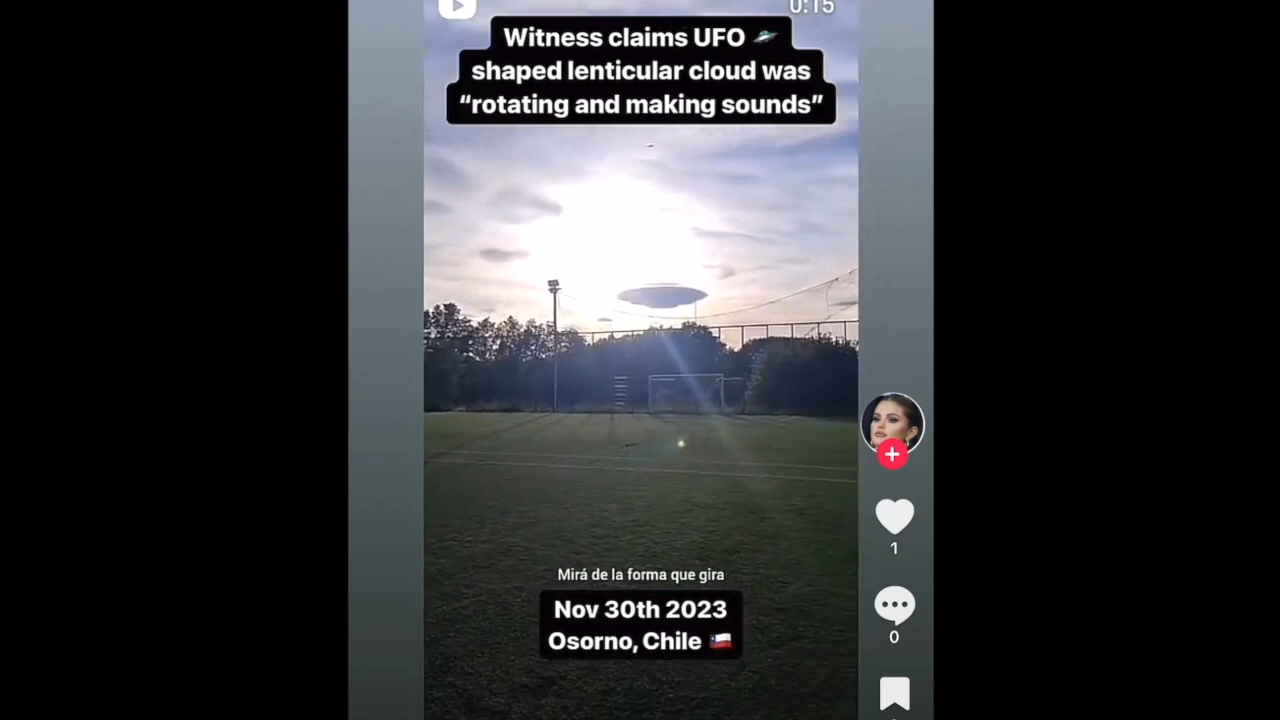 0:15
Witness claims UFO 🛸
shaped lenticular cloud was
“rotating and making sounds”
Mirá de la forma que gira
Nov 30th 2023
Osorno, Chile 🇨🇱
1
0